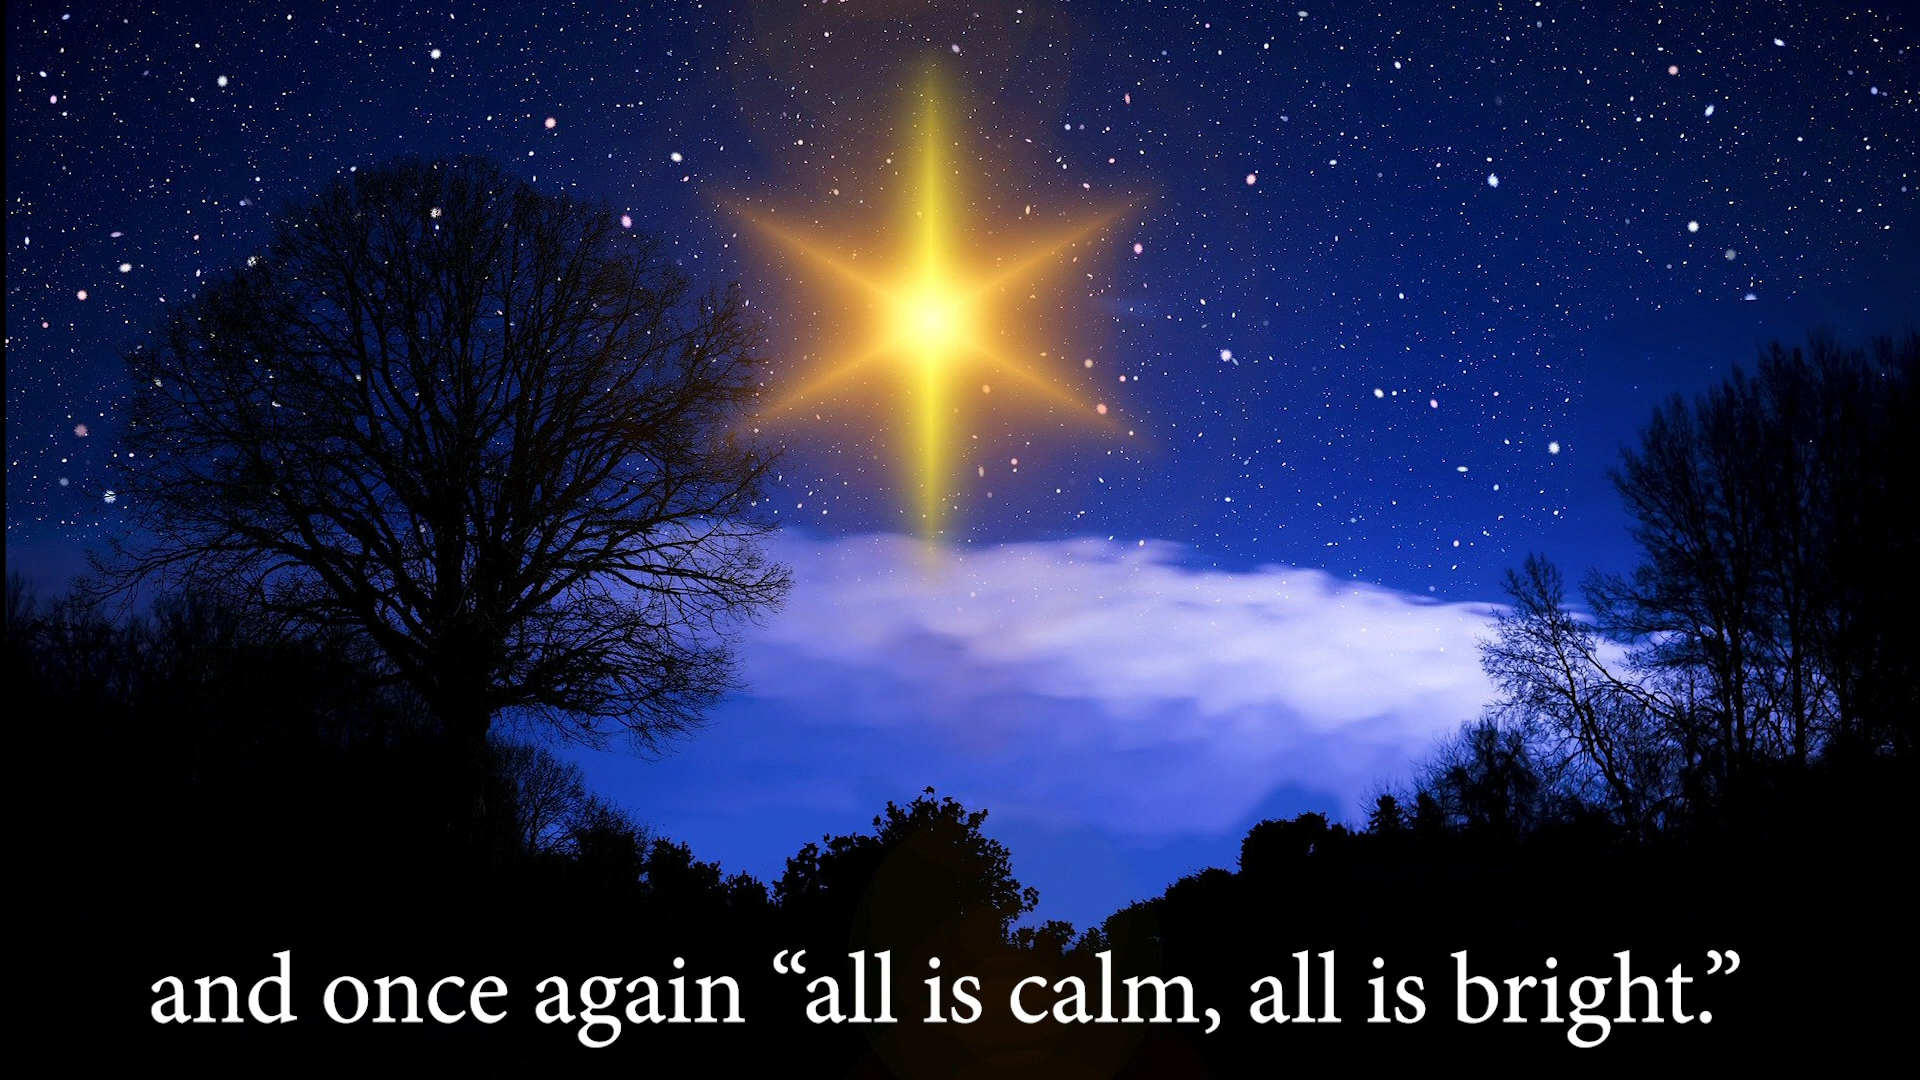 and once again “all is calm, all is bright.”